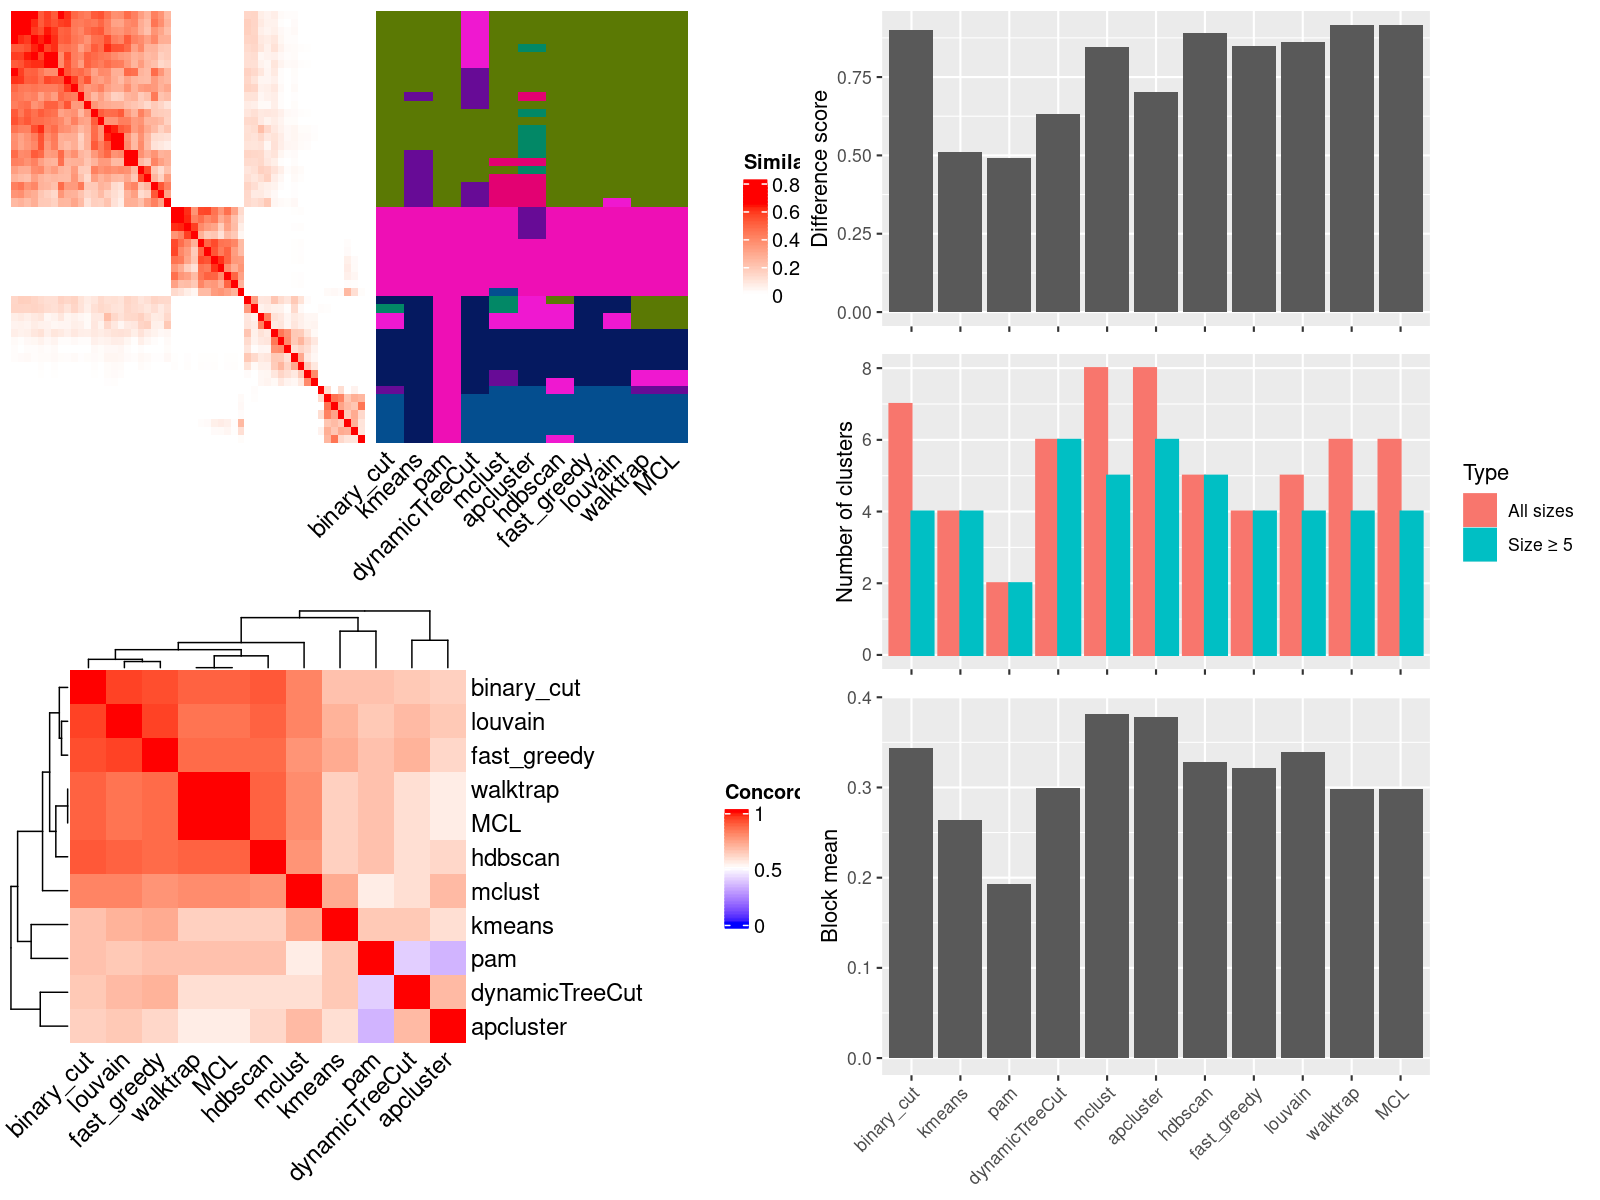 Simila
0.8
0.6
0.4
0.2
0
binary_cut
kmeans
pam
dynamicTreeCut
mclust
apcluster
hdbscan
fast_greedy
louvain
walktrap
MCL
binary_cut
louvain
fast_greedy
walktrap
MCL
hdbscan
mclust
kmeans
pam
dynamicTreeCut
apcluster
binary_cut
louvain
fast_greedy
walktrap
MCL
hdbscan
mclust
kmeans
pam
dynamicTreeCut
apcluster
Concord
1
0.5
0
Difference score
0.75
0.50
0.25
0.00
Number of clusters
8
6
4
2
0
Type
All sizes
Size ≥ 5
Block mean
0.4
0.3
0.2
0.1
0.0
binary_cut
kmeans
pam
dynamicTreeCut
mclust
apcluster
hdbscan
fast_greedy
louvain
walktrap
MCL